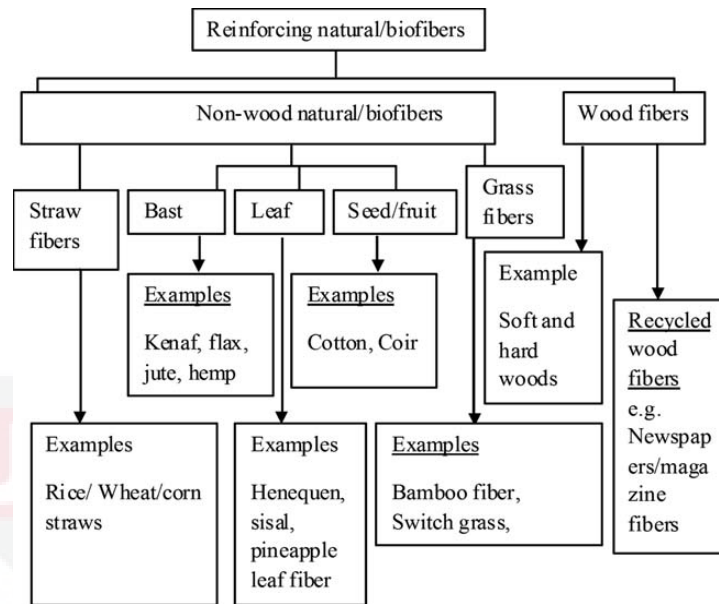 Reinforcing natural/biofibers
Non-wood natural/biofibers
Wood fibers
Straw
fibers
Bast
Leaf
Seed/fruit
Grass
fibers
Examples
Kenaf, flax,
jute, hemp
Examples
Cotton, Coir
Example
Soft and
hard
woods
Recycled
wood
fibers
e.g.
Newspap
ers/maga
zine
fibers
Examples
Rice/ Wheat/corn
straws
Examples
Henequen,
sisal,
pineapple
leaf fiber
Examples
Bamboo fiber,
Switch grass,